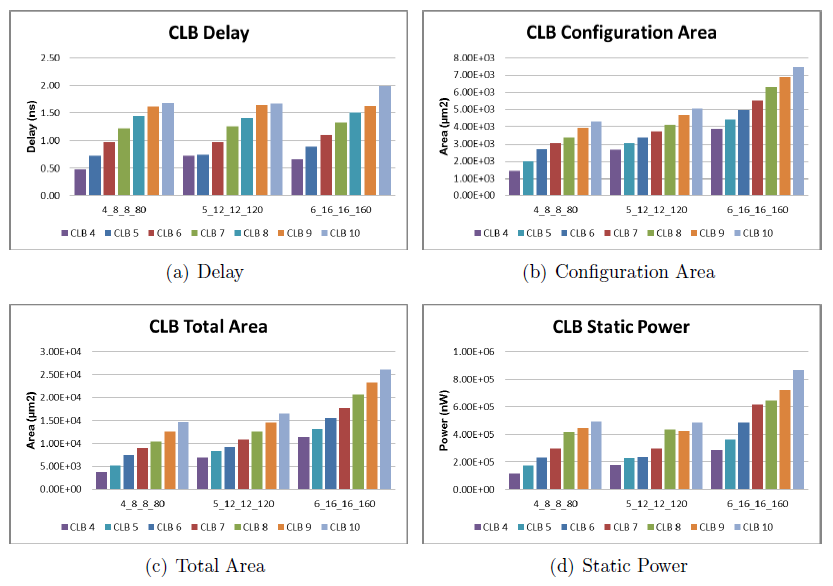 CLB Delay
2.50
2.00
1.50
1.00
0.50
0.00
Delay (ns)
4_8_8_80 5_12_12_120 6_16_16_160
CLB 4 CLB 5 CLB 6 CLB 7 CLB 8 CLB 9 CLB 10
(a) Delay
CLB Configuration Area
8.00E+03
7.00E+03
6.00E+03
5.00E+03
4.00E+03
3.00E+03
2.00E+03
1.00E+03
0.00E+00
Area (µm2)
4_8_8_80 5_12_12_120 6_16_16_160
CLB 4 CLB 5 CLB 6 CLB 7 CLB 8 CLB 9 CLB 10
(b) Configuration Area
CLB Total Area
3.00E+04
2.50E+04
2.00E+04
1.50E+04
1.00E+04
5.00E+03
0.00E+00
Area (µm2)
4_8_8_80 5_12_12_120 6_16_16_160
CLB 4 CLB 5 CLB 6 CLB 7 CLB 8 CLB 9 CLB 10
(c) Total Area
CLB Static Power
1.00E+06
8.00E+05
6.00E+05
4.00E+05
2.00E+05
0.00E+00
Power (nW)
4_8_8_80 5_12_12_120 6_16_16_160
CLB 4 CLB 5 CLB 6 CLB 7 CLB 8 CLB 9 CLB 10
(d) Static Power